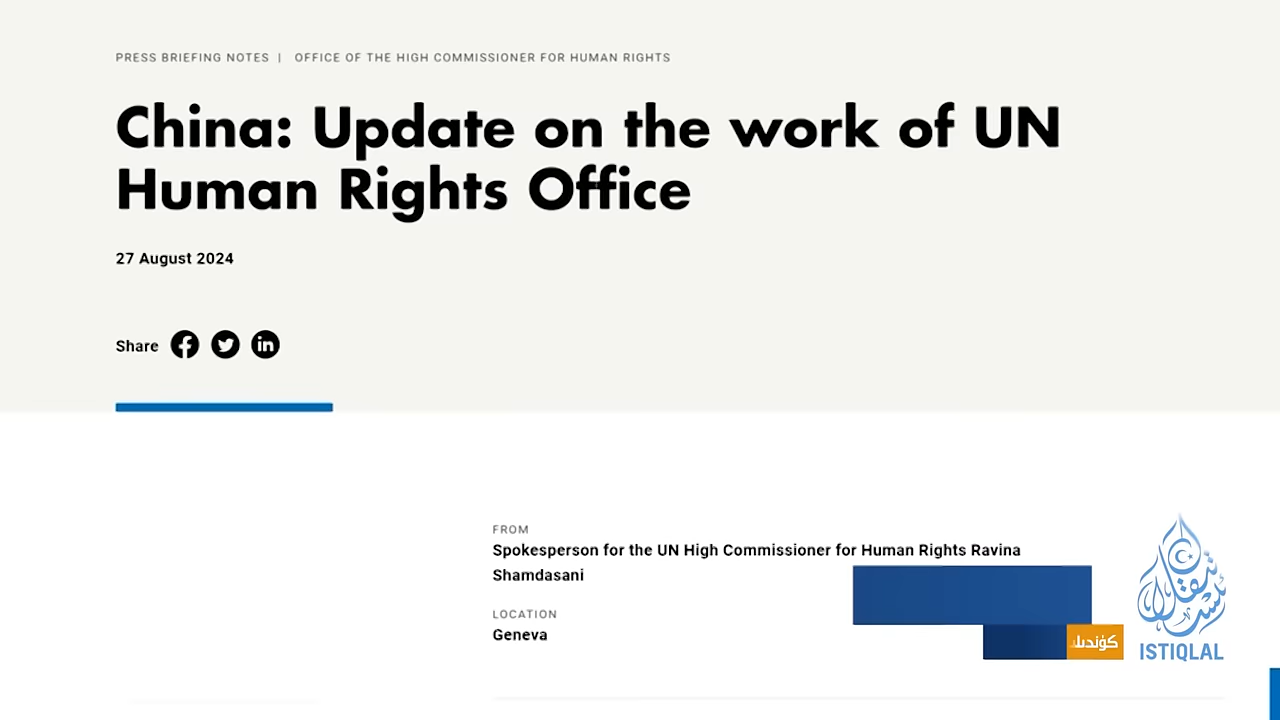 PRESS BRIEFING NOTES | OFFICE OF THE HIGH COMMISSIONER FOR HUMAN RIGHTS
China: Update on the work of UN
Human Rights Office
27 August 2024
Share
FROM
Spokesperson for the UN High Commissioner for Human Rights Ravina
Shamdasani
LOCATION
Geneva
ISTIQLAL